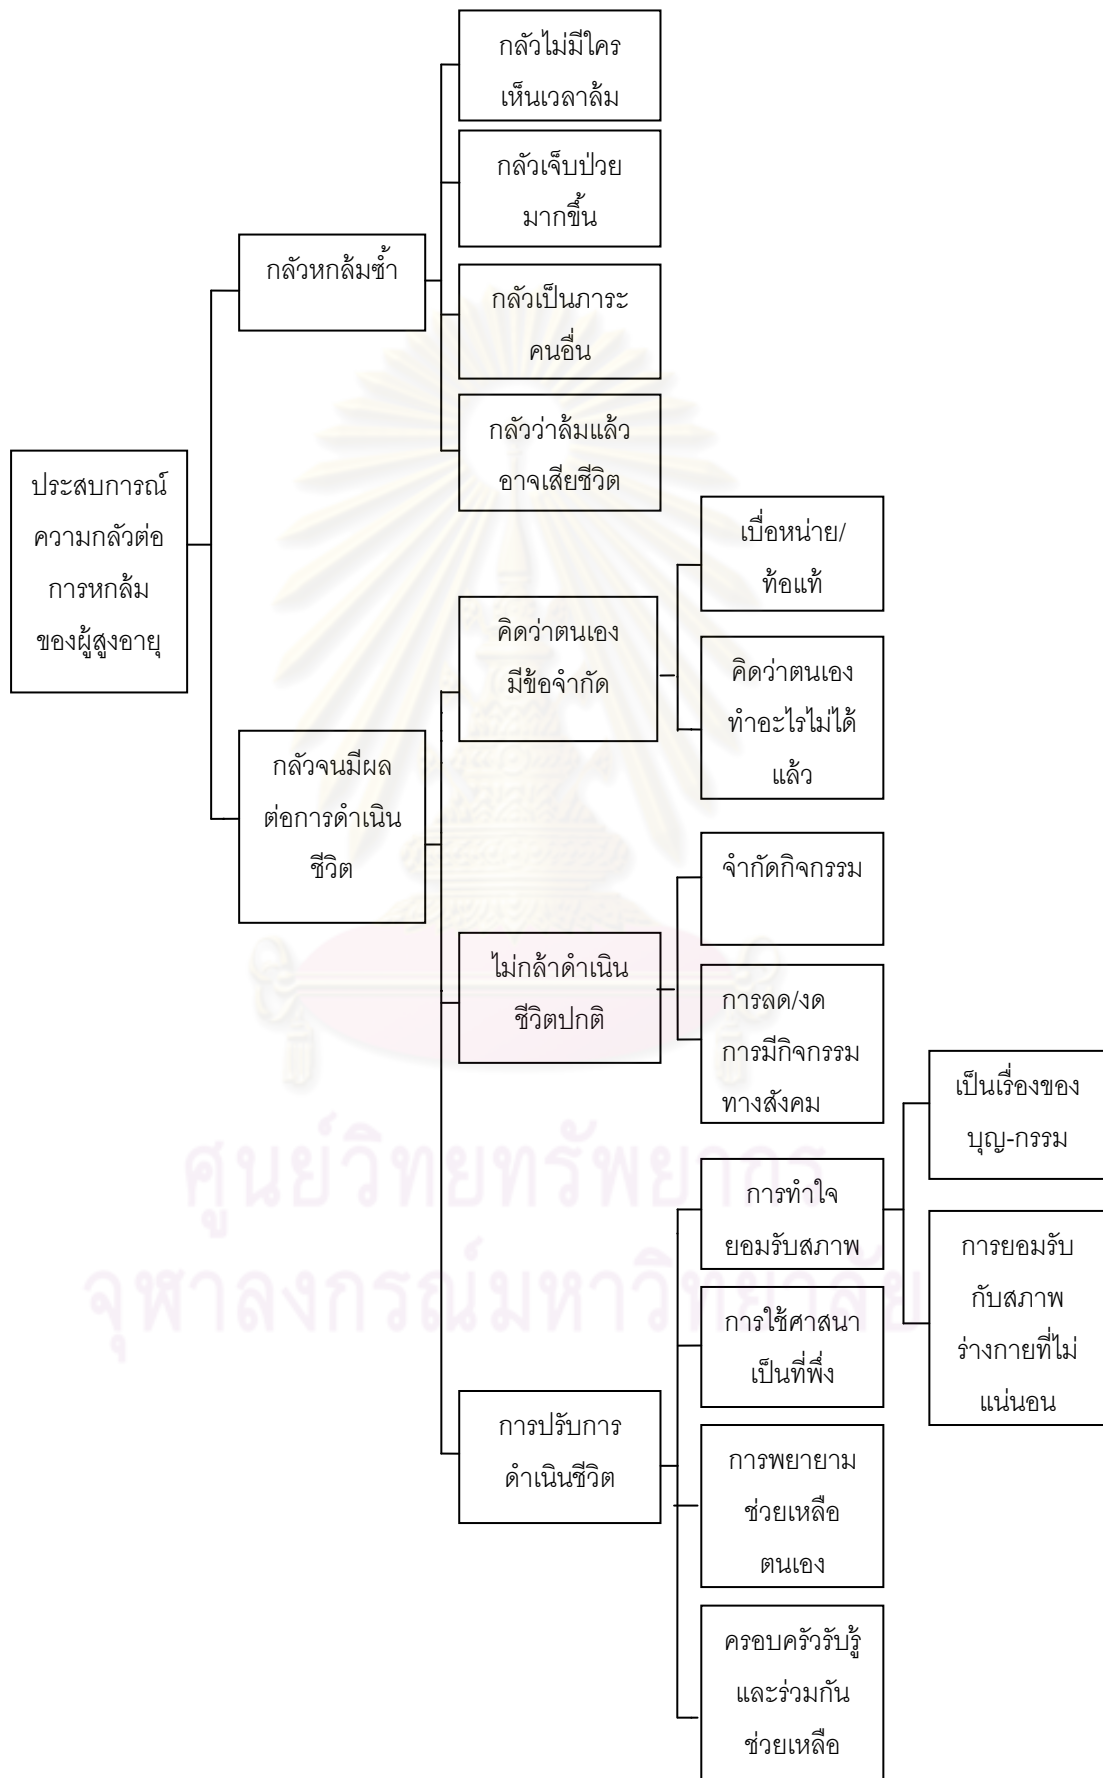 ประสบการณ์
ความกลัวต่อ
การหกล้ม
ของผู้สูงอายุ
กลัวหกล้มซ้ำ
กลัวไม่มีใคร
เห็นเวลาล้ม
กลัวเจ็บป่วย
มากขึ้น
กลัวเป็นภาระ
คนอื่น
กลัวว่าล้มแล้ว
อาจเสียชีวิต
กลัวจนมีผล
ต่อการดำเนิน
ชีวิต
คิดว่าตนเอง
มีข้อจำกัด
เบื่อหน่าย/
ท้อแท้
คิดว่าตนเอง
ทำอะไรไม่ได้
แล้ว
ไม่กล้าดำเนิน
ชีวิตปกติ
จำกัดกิจกรรม
การลด/งด
การมีกิจกรรม
ทางสังคม
การปรับการ
ดำเนินชีวิต
การทำใจ
ยอมรับสภาพ
เป็นเรื่องของ
บุญ-กรรม
การยอมรับ
กับสภาพ
ร่างกายที่ไม่
แน่นอน
การใช้ศาสนา
เป็นที่พึ่ง
การพยายาม
ช่วยเหลือ
ตนเอง
ครอบครัวรับรู้
และร่วมกัน
ช่วยเหลือ
ศูนย์วิทยทรัพยากร
จุฬาลงกรณ์มหาวิทยาลัย